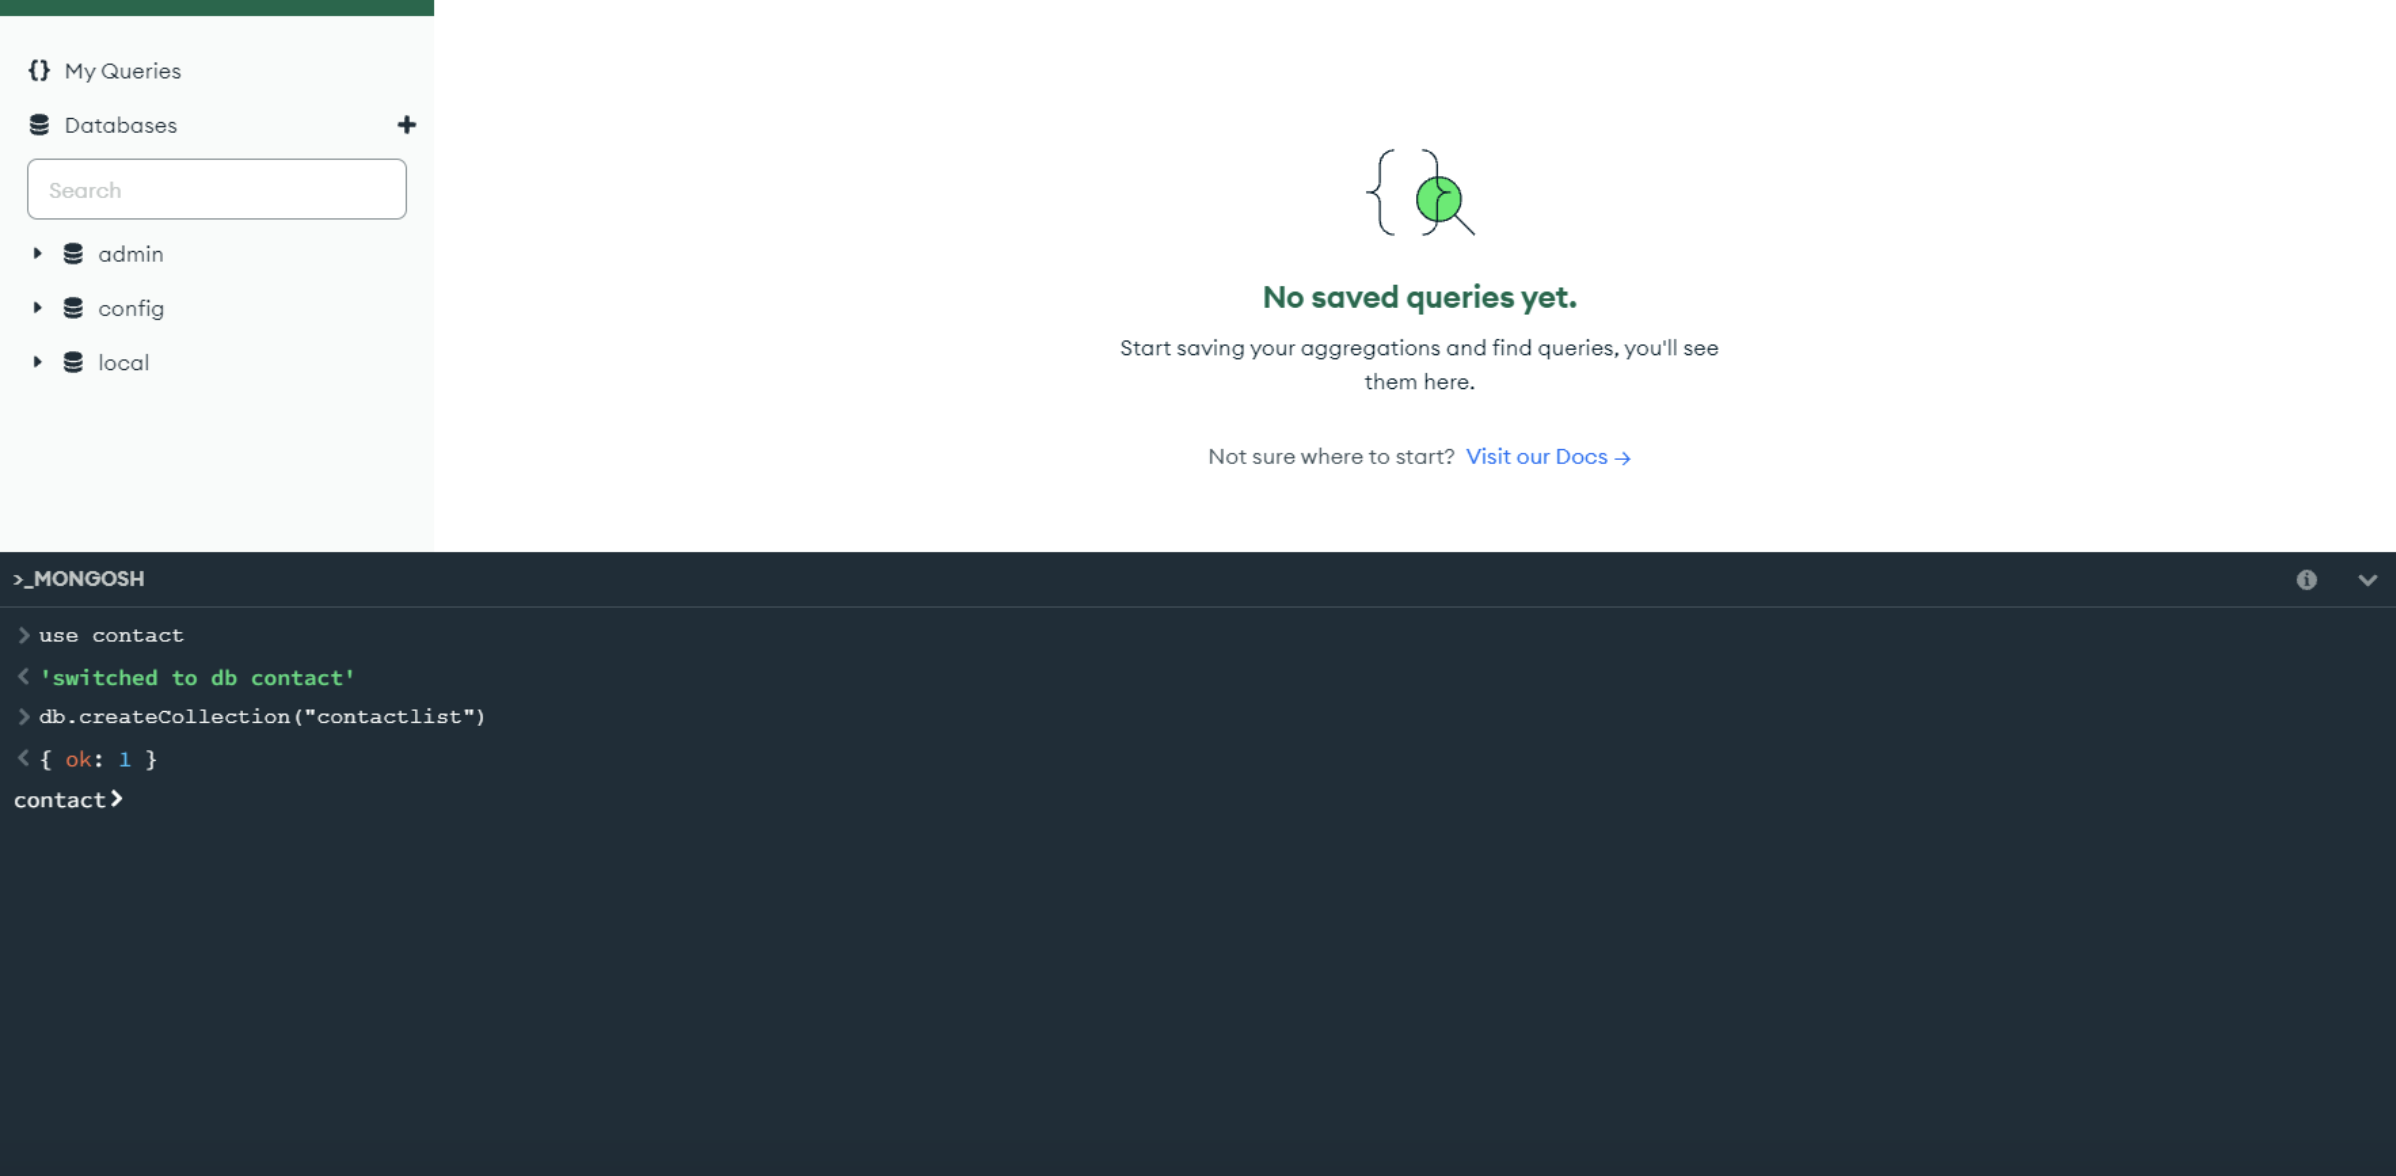 {} My Queries
Databases +
Search
admin
config
local
No saved queries yet.
Start saving your aggregations and find queries, you'll see
them here.
Not sure where to start? Visit our Docs →
>_MONGOSH
> use contact
< 'switched to db contact'
> db.createCollection("contactlist")
< { ok: 1 }
contact>